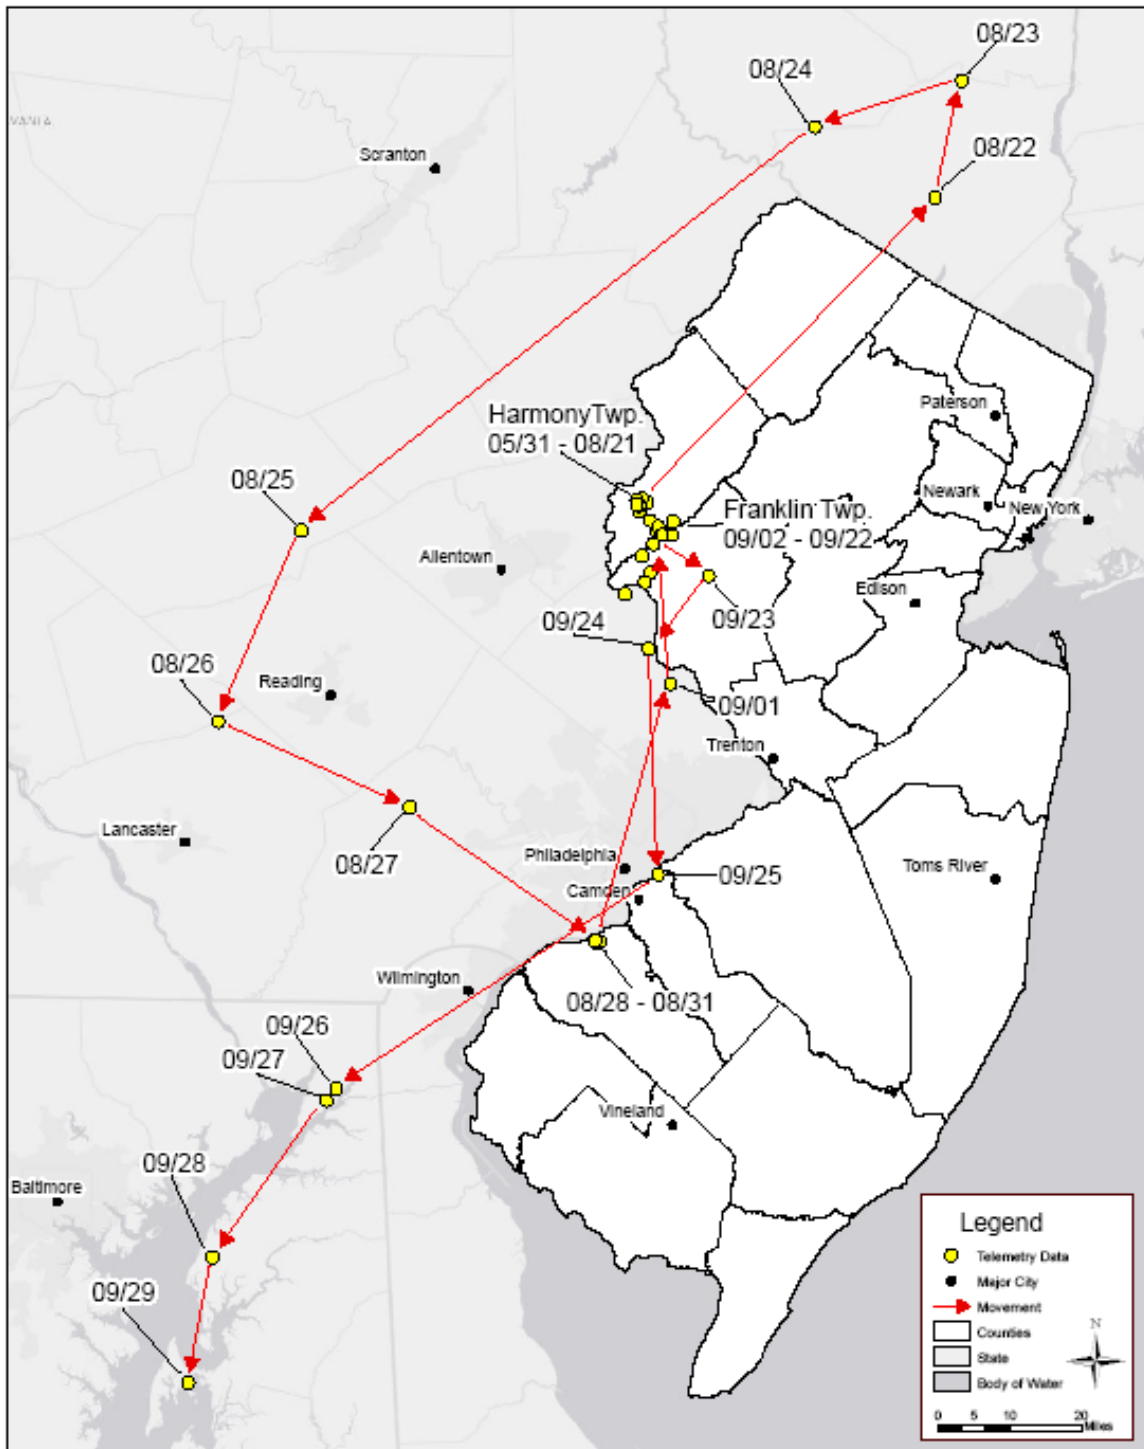 08/23
08/24
VANIA
Scranton
08/22
Paterson
HarmonyTwp.
05/31 - 08/21
08/25
Newark
New York
Franklin Twp.
09/02 - 09/22
Allentown
Edison
09/24
09/23
08/26
Reading
09/01
Trenton
Lancaster
08/27
Philadelphia
Toms River
09/25
Camden
Wilmington
08/28 - 08/31
09/26
09/27
Vineland
09/28
Baltimore
09/29
Legend
Telemetry Data
Major City
Movement
N
Counties
State
Body of Water
0 5 10 20
Miles